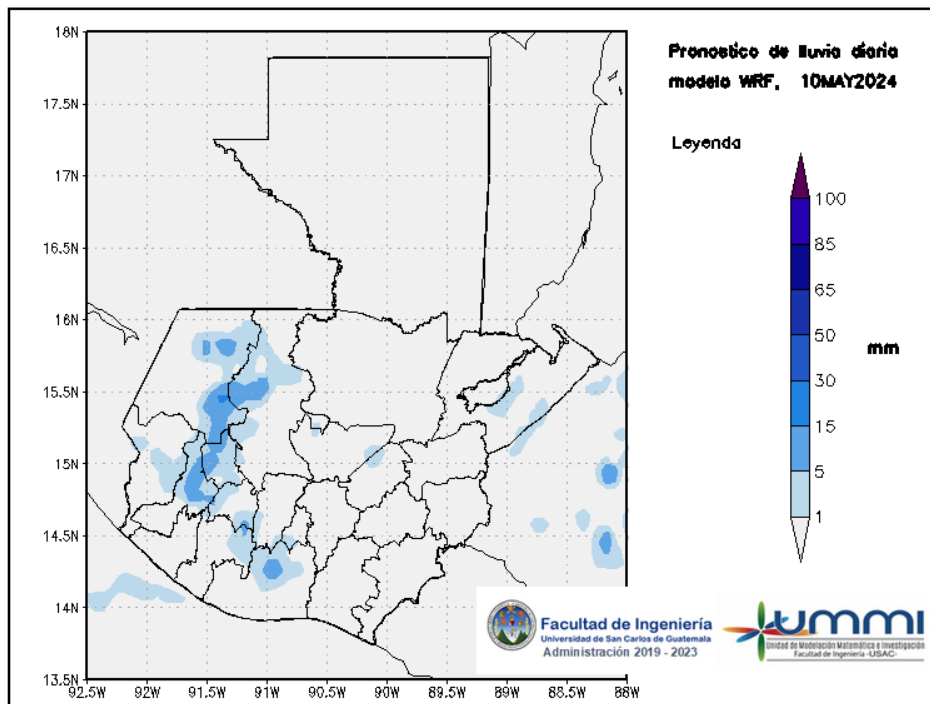 18N
17.5N
17N
16.5N
16N
15.5N
15N
14.5N
14N
13.5N
92.5W
92W
91.5W
91W
90.5W
90W
89.5W
89W
88.5W
88W
Pronostico de lluvia diaria
modelo WRF, 10MAY2024
Leyenda
100
85
65
50
30
15
5
1
mm
Facultad de Ingeniería
Universidad de San Carlos de Guatemala
Administración 2019 - 2023
ummi
Unidad de Modelación Matemática e Investigación
Facultad de Ingeniería -USAC-